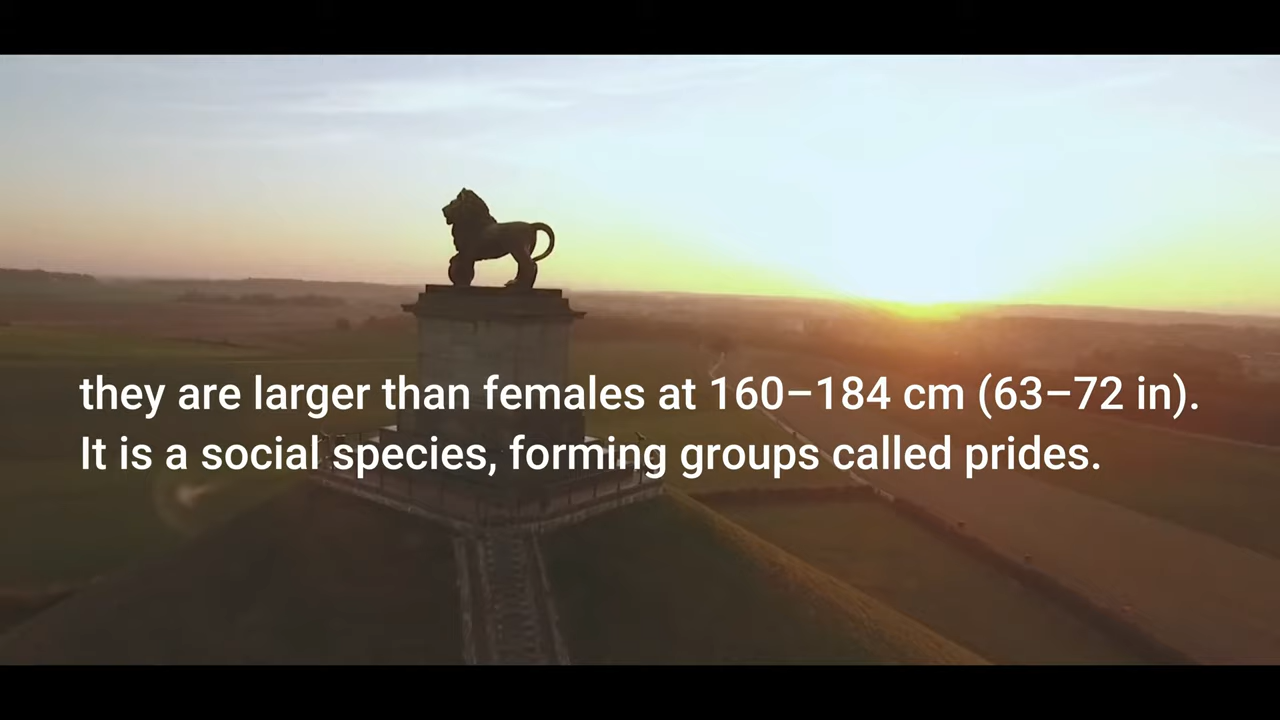 they are larger than females at 160–184 cm (63–72 in).
It is a social species, forming groups called prides.